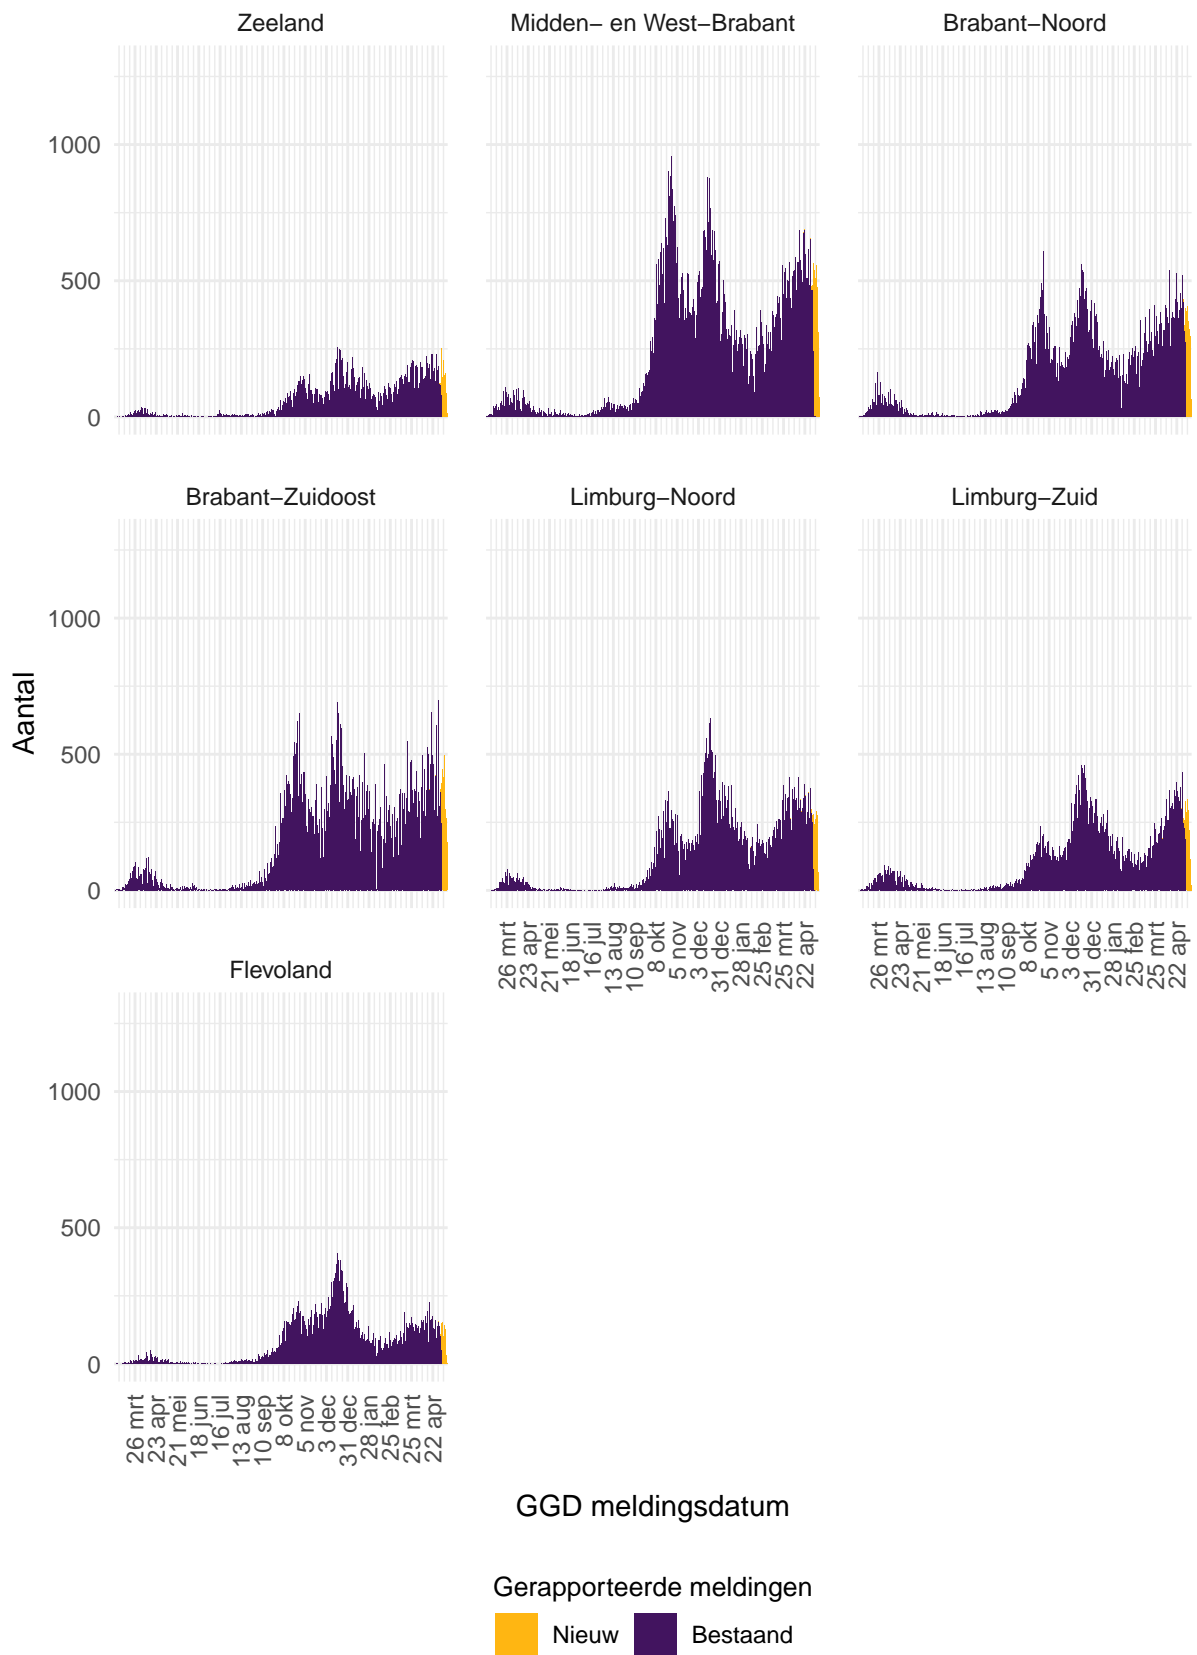 Zeeland
Midden− en West−Brabant
Brabant−Noord
1000
500
0
Brabant−Zuidoost
Limburg−Noord
Limburg−Zuid
1000
500
0
Aantal
26 mrt
23 apr
21 mei
18 jun
16 jul
13 aug
10 sep
8 okt
5 nov
3 dec
31 dec
28 jan
25 feb
25 mrt
22 apr
26 mrt
23 apr
21 mei
18 jun
16 jul
13 aug
10 sep
8 okt
5 nov
3 dec
31 dec
28 jan
25 feb
25 mrt
22 apr
Flevoland
1000
500
0
26 mrt
23 apr
21 mei
18 jun
16 jul
13 aug
10 sep
8 okt
5 nov
3 dec
31 dec
28 jan
25 feb
25 mrt
22 apr
GGD meldingsdatum
Gerapporteerde meldingen
Nieuw
Bestaand